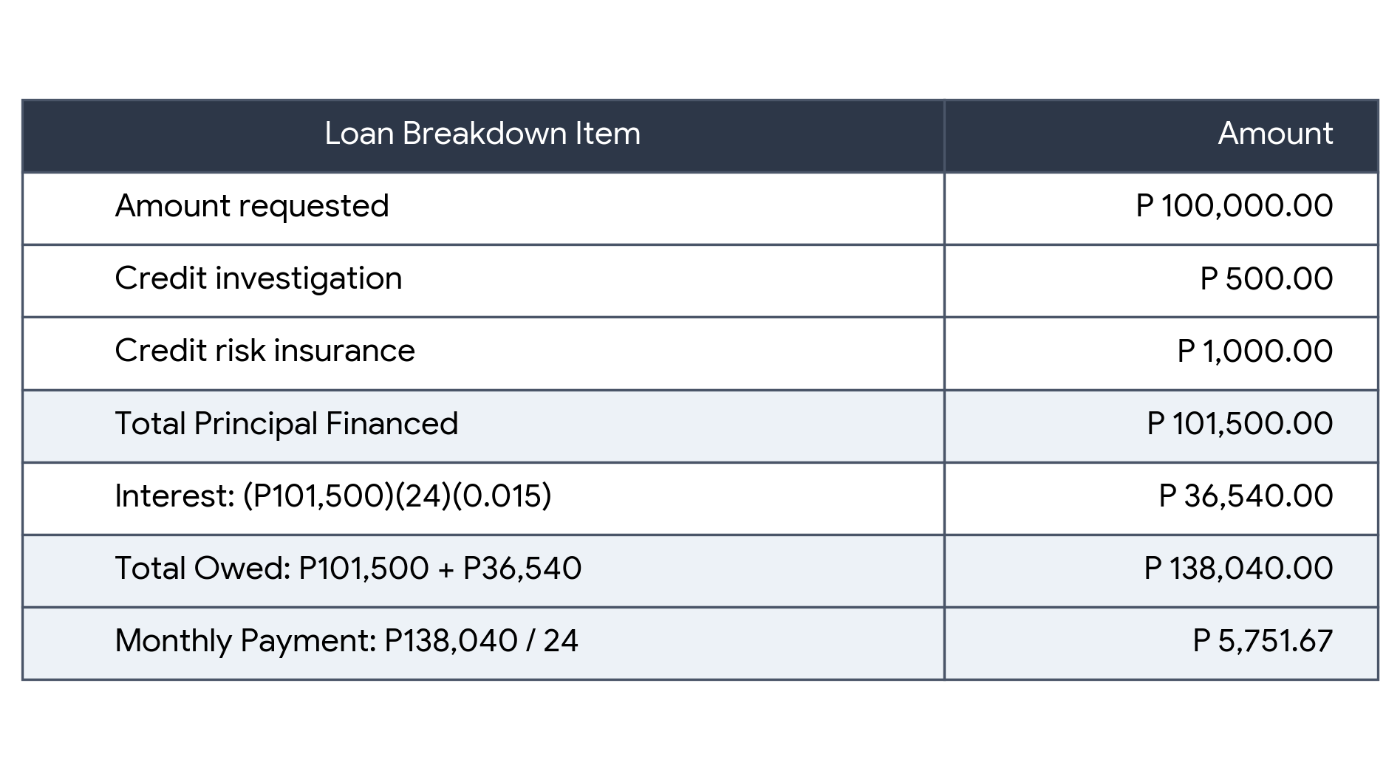 Loan Breakdown Item Amount
Amount requested P 100,000.00
Credit investigation P 500.00
Credit risk insurance P 1,000.00
Total Principal Financed P 101,500.00
Interest: (P101,500)(24)(0.015) P 36,540.00
Total Owed: P101,500 + P36,540 P 138,040.00
Monthly Payment: P138,040 / 24 P 5,751.67